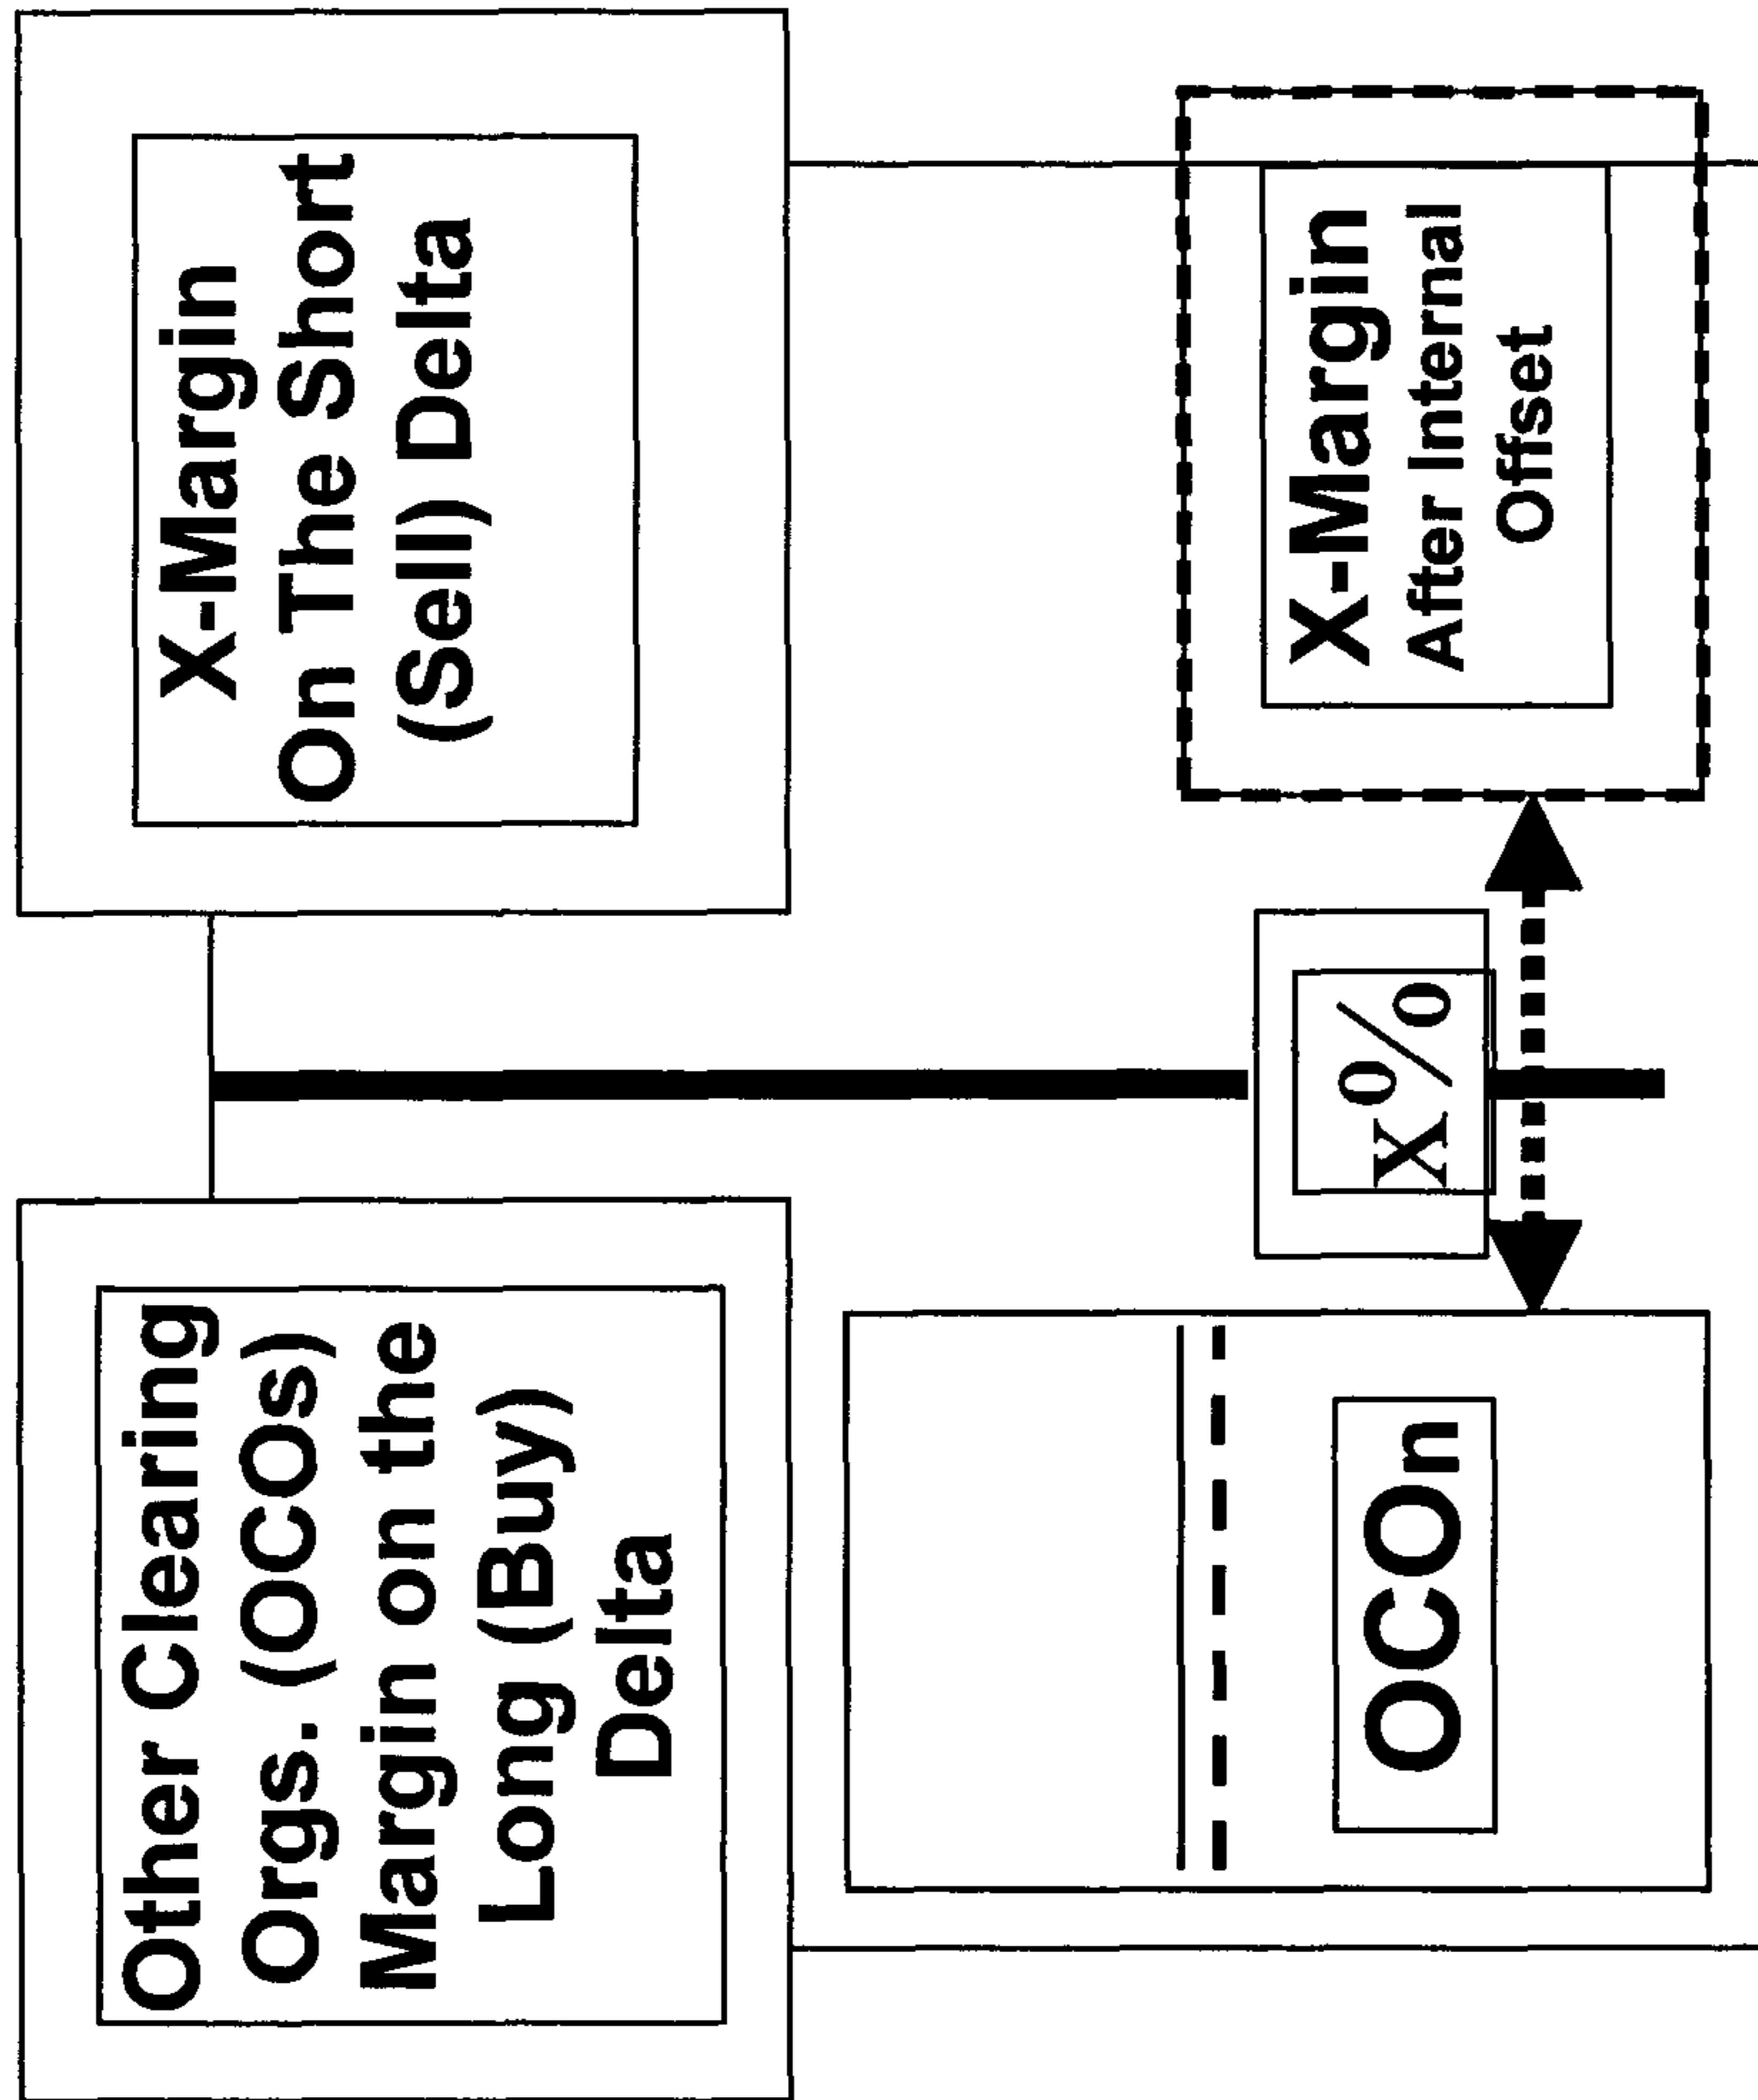 Other Clearing
Orgs. (OCOs)
Margin on the
Long (Buy)
Delta
X-Margin
On The Short
(Sell) Delta
OCOn
x%
X-Margin
After Internal
Offset